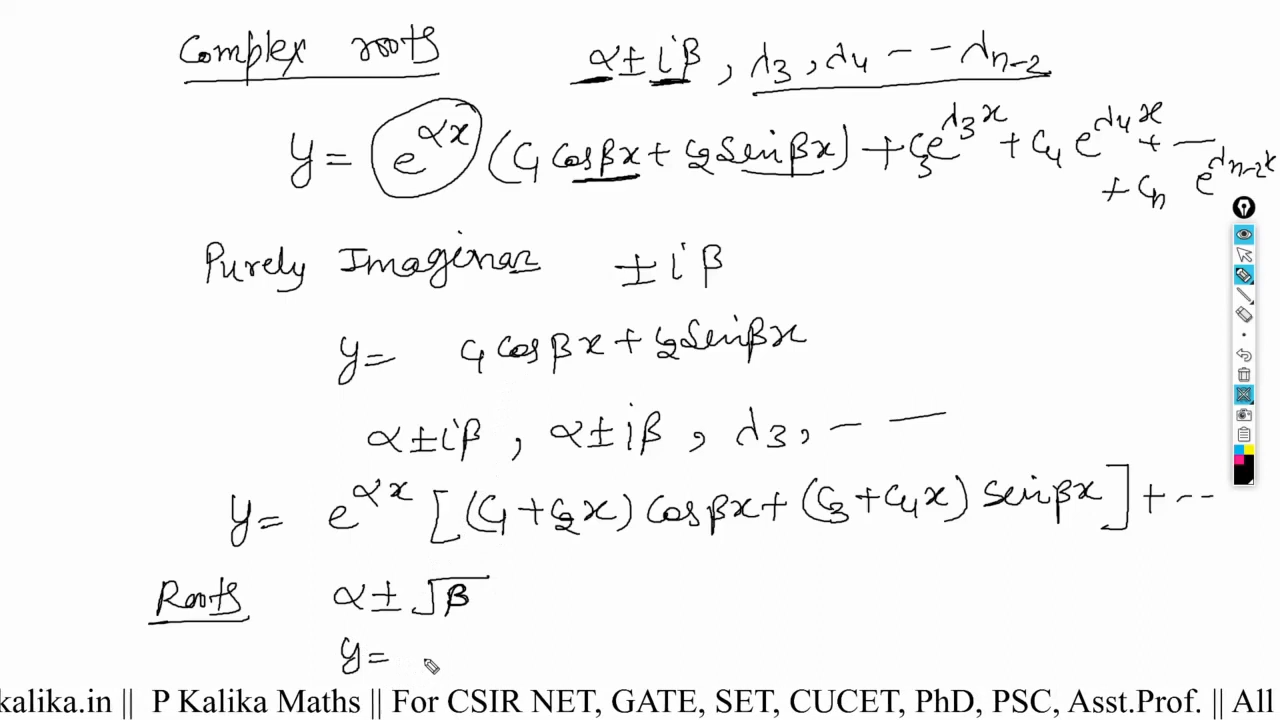 Complex roots α ± iβ, λ3, λ4 -- λn-2
y = e^αx (C1 cosβx + C2 Sinβx) + C3 e^λ3x + C4 e^λ4x + —
+ Cn e^λn-2x
Purely Imaginar ± iβ
y = C1 Cosβx + C2 Sinβx
α ± iβ, α ± iβ, λ3, — —
y = e^αx [(C1 + C2x) Cosβx + (C3 + C4x) Sinβx] + --
Roots α ± √β
y =
kalika.in || P Kalika Maths || For CSIR NET, GATE, SET, CUCET, PhD, PSC, Asst.Prof. || All